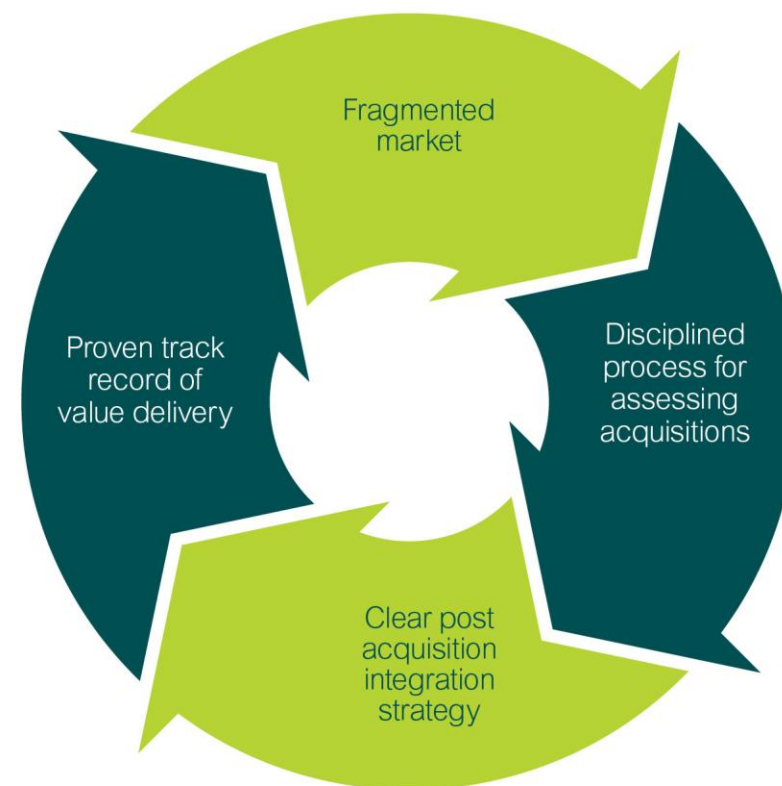 Fragmented
market
Disciplined
process for
assessing
acquisitions
Clear post
acquisition
integration
strategy
Proven track
record of
value delivery